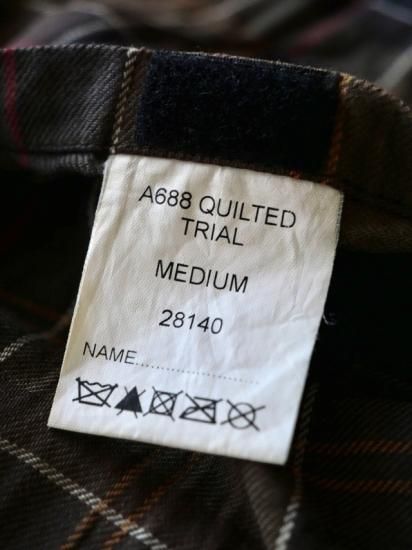 A688 QUILTED
TRIAL
MEDIUM
28140
NAME......................